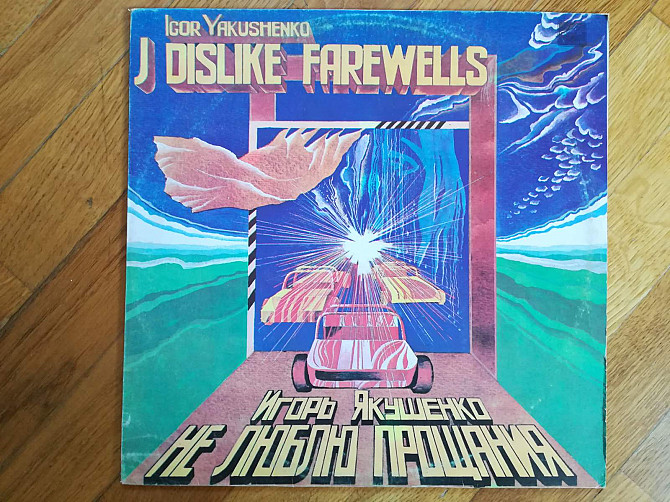 Igor Yakushenko
J DISLIKE FAREWELLS
Игорь Якушенко
НЕ ЛЮБЛЮ ПРОЩАНИЯ